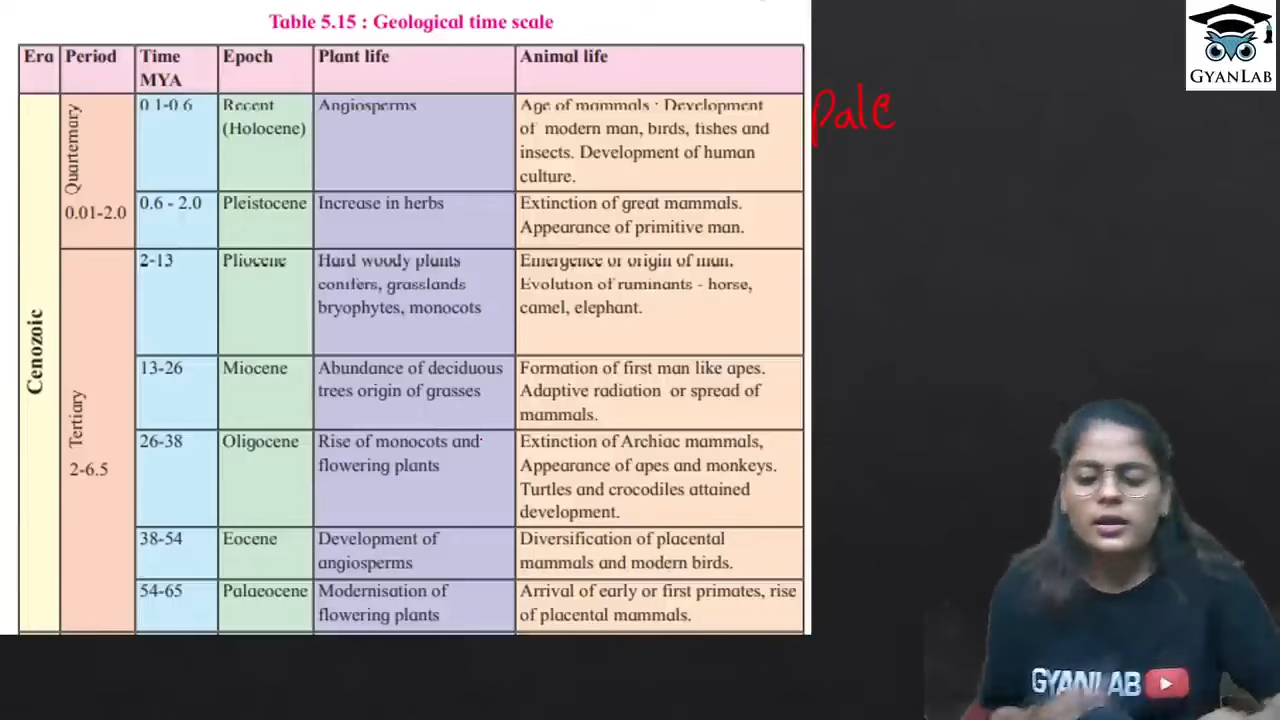 Table 5.15 : Geological time scale
Era Period Time MYA Epoch Plant life Animal life
Cenozoic
Quartemary
0.01-2.0
0.1-0.6 Recent (Holocene) Angiosperms
Age of mammals : Development
of modern man, birds, fishes and
insects. Development of human
culture.
0.6 - 2.0 Pleistocene Increase in herbs
Extinction of great mammals.
Appearance of primitive man.
Tertiary
2-6.5
2-13 Pliocene
Hard woody plants
conifers, grasslands
bryophytes, monocots
Emergence or origin of man.
Evolution of ruminants - horse,
camel, elephant.
13-26 Miocene
Abundance of deciduous
trees origin of grasses
Formation of first man like apes.
Adaptive radiation or spread of
mammals.
26-38 Oligocene
Rise of monocots and
flowering plants
Extinction of Archiac mammals,
Appearance of apes and monkeys.
Turtles and crocodiles attained
development.
38-54 Eocene
Development of
angiosperms
Diversification of placental
mammals and modern birds.
54-65 Palaeocene
Modernisation of
flowering plants
Arrival of early or first primates, rise
of placental mammals.
Pale
GYANLAB
GYANLAB